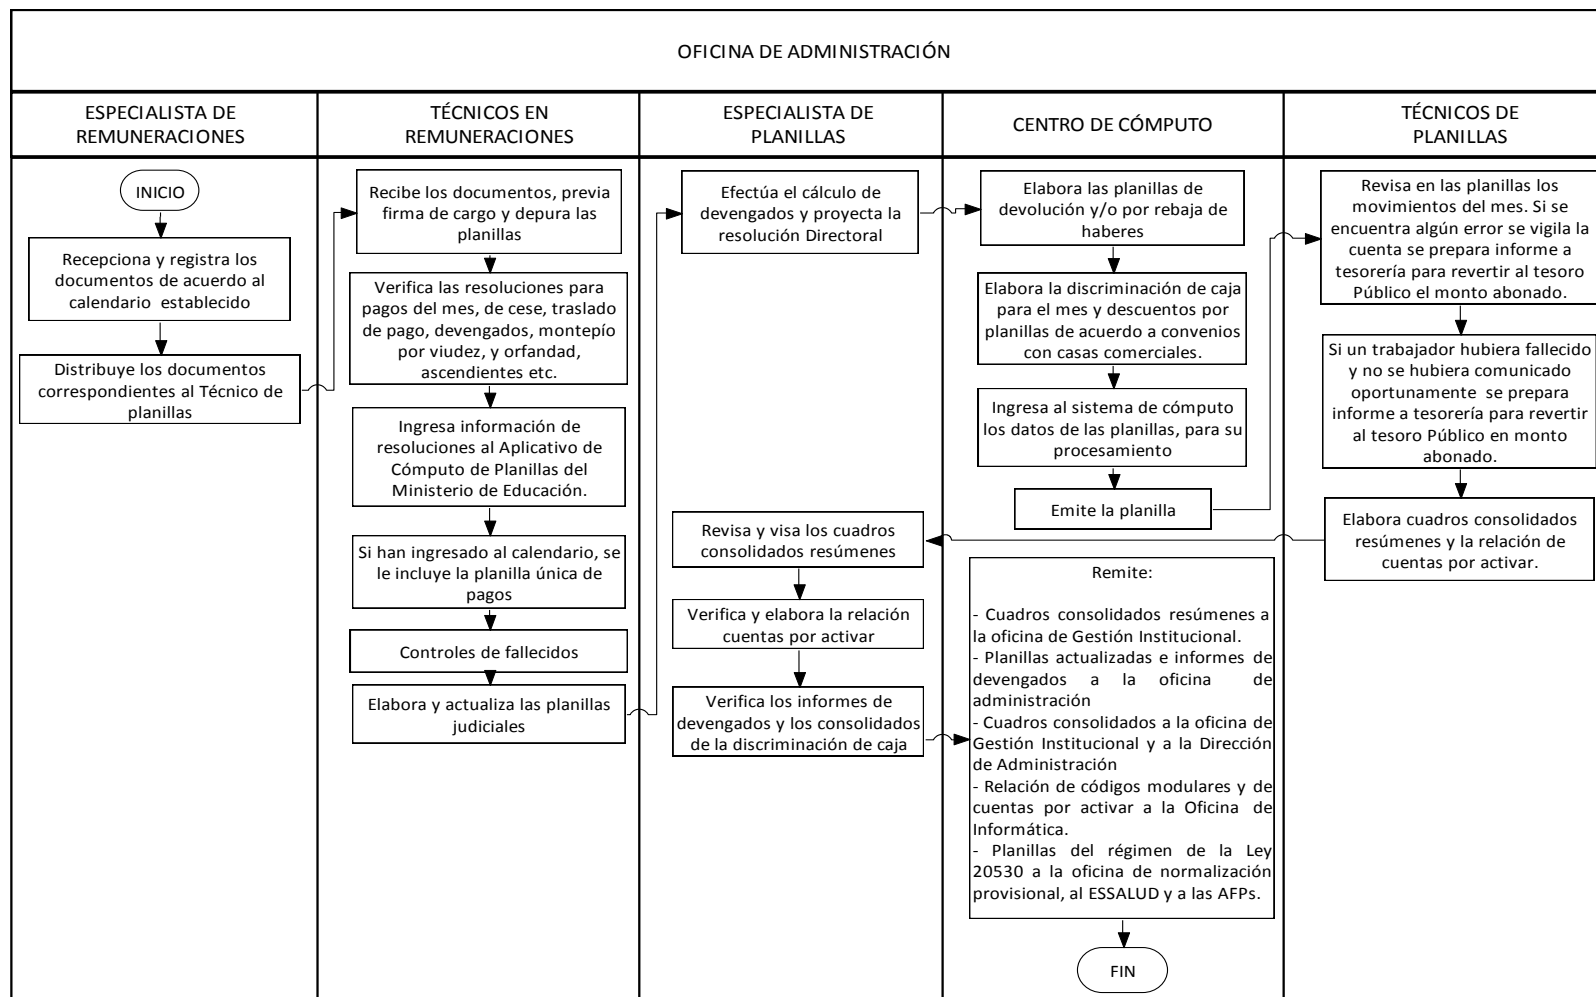 OFICINA DE ADMINISTRACIÓN
ESPECIALISTA DE
REMUNERACIONES
TÉCNICOS EN
REMUNERACIONES
ESPECIALISTA DE
PLANILLAS
CENTRO DE CÓMPUTO
TÉCNICOS DE
PLANILLAS
INICIO
Recepciona y registra los
documentos de acuerdo al
calendario establecido
Distribuye los documentos
correspondientes al Técnico de
planillas
Recibe los documentos, previa
firma de cargo y depura las
planillas
Verifica las resoluciones para
pagos del mes, de cese, traslado
de pago, devengados, montepío
por viudez, y orfandad,
ascendientes etc.
Ingresa información de
resoluciones al Aplicativo de
Cómputo de Planillas del
Ministerio de Educación.
Si han ingresado al calendario, se
le incluye la planilla única de
pagos
Controles de fallecidos
Elabora y actualiza las planillas
judiciales
Efectúa el cálculo de
devengados y proyecta la
resolución Directoral
Elabora las planillas de
devolución y/o por rebaja de
haberes
Elabora la discriminación de caja
para el mes y descuentos por
planillas de acuerdo a convenios
con casas comerciales.
Ingresa al sistema de cómputo
los datos de las planillas, para su
procesamiento
Emite la planilla
Revisa en las planillas los
movimientos del mes. Si se
encuentra algún error se vigila la
cuenta se prepara informe a
tesorería para revertir al tesoro
Público el monto abonado.
Si un trabajador hubiera fallecido
y no se hubiera comunicado
oportunamente se prepara
informe a tesorería para revertir
al tesoro Público en monto
abonado.
Elabora cuadros consolidados
resúmenes y la relación de
cuentas por activar.
Revisa y visa los cuadros
consolidados resúmenes
Verifica y elabora la relación
cuentas por activar
Verifica los informes de
devengados y los consolidados
de la discriminación de caja
Remite:
- Cuadros consolidados resúmenes a
la oficina de Gestión Institucional.
- Planillas actualizadas e informes de
devengados a la oficina de
administración
- Cuadros consolidados a la oficina de
Gestión Institucional y a la Dirección
de Administración
- Relación de códigos modulares y de
cuentas por activar a la Oficina de
Informática.
- Planillas del régimen de la Ley
20530 a la oficina de normalización
provisional, al ESSALUD y a las AFPs.
FIN